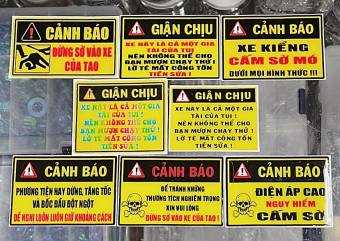 CẢNH BÁO
ĐỪNG SỜ VÀO XE
CỦA TAO
GIẬN CHỊU
XE NÀY LÀ CẢ MỘT GIA
TÀI CỦA TUI
NÊN KHÔNG THỂ CHO
BẠN MƯỢN CHẠY THỬ !
LỠ TÉ MẤT CÔNG TỐN
TIỀN SỬA !
CẢNH BÁO
XE KIỂNG
CẤM SỜ MÓ
DƯỚI MỌI HÌNH THỨC !!!
GIẬN CHỊU
XE NÀY LÀ CẢ MỘT GIA
TÀI CỦA TUI !
NÊN KHÔNG THỂ CHO
BẠN MƯỢN CHẠY THỬ !
LỠ TÉ MẤT CÔNG TỐN
TIỀN SỬA !
GIẬN CHỊU
XE NÀY LÀ CẢ MỘT GIA
TÀI CỦA TUI !
NÊN KHÔNG THỂ CHO
BẠN MƯỢN CHẠY THỬ !
LỠ TÉ MẤT CÔNG TỐN
TIỀN SỬA !
CẢNH BÁO
PHƯƠNG TIỆN HAY DỪNG, TĂNG TỐC
VÀ BỐC ĐẦU ĐỘT NGỘT
ĐỀ NGHỊ LUÔN LUÔN GIỮ KHOẢNG CÁCH
CẢNH BÁO
ĐỂ TRÁNH NHỮNG
THƯƠNG TÍCH NGHIÊM TRỌNG
XIN VUI LÒNG
ĐỪNG SỜ VÀO XE CỦA TAO !
CẢNH BÁO
ĐIỆN ÁP CAO
NGUY HIỂM
CẤM SỜ